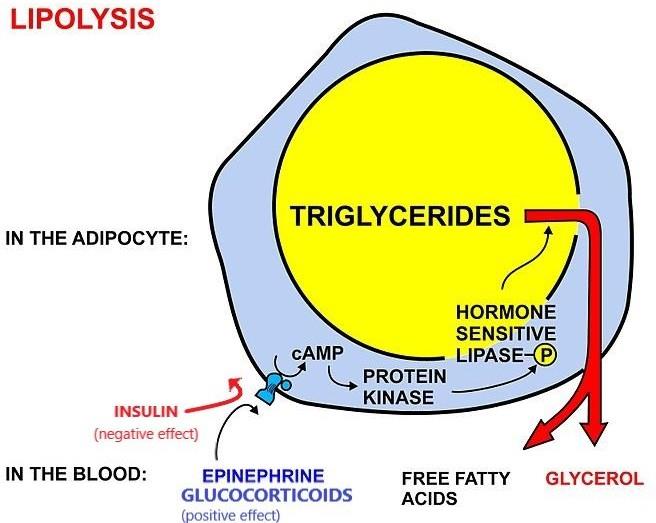 LIPOLYSIS
TRIGLYCERIDES
IN THE ADIPOCYTE:
HORMONE
SENSITIVE
LIPASE-P
cAMP
PROTEIN
KINASE
INSULIN
(negative effect)
IN THE BLOOD:
EPINEPHRINE
GLUCOCORTICOIDS
(positive effect)
FREE FATTY
ACIDS
GLYCEROL